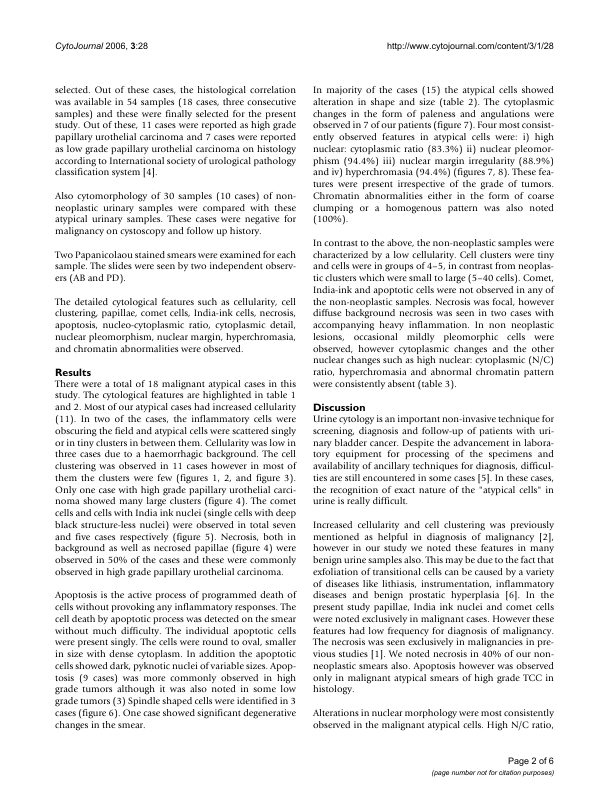 CytoJournal 2006, 3:28
http://www.cytojournal.com/content/3/1/28
selected. Out of these cases, the histological correlation
was available in 54 samples (18 cases, three consecutive
samples) and these were finally selected for the present
study. Out of these, 11 cases were reported as high grade
papillary urothelial carcinoma and 7 cases were reported
as low grade papillary urothelial carcinoma on histology
according to International society of urological pathology
classification system [4].
Also cytomorphology of 30 samples (10 cases) of non-
neoplastic urinary samples were compared with these
atypical urinary samples. These cases were negative for
malignancy on cystoscopy and follow up history.
Two Papanicolaou stained smears were examined for each
sample. The slides were seen by two independent observ-
ers (AB and PD).
The detailed cytological features such as cellularity, cell
clustering, papillae, comet cells, India-ink cells, necrosis,
apoptosis, nucleo-cytoplasmic ratio, cytoplasmic detail,
nuclear pleomorphism, nuclear margin, hyperchromasia,
and chromatin abnormalities were observed.
Results
There were a total of 18 malignant atypical cases in this
study. The cytological features are highlighted in table 1
and 2. Most of our atypical cases had increased cellularity
(11). In two of the cases, the inflammatory cells were
obscuring the field and atypical cells were scattered singly
or in tiny clusters in between them. Cellularity was low in
three cases due to a haemorrhagic background. The cell
clustering was observed in 11 cases however in most of
them the clusters were few (figures 1, 2, and figure 3).
Only one case with high grade papillary urothelial carci-
noma showed many large clusters (figure 4). The comet
cells and cells with India ink nuclei (single cells with deep
black structure-less nuclei) were observed in total seven
and five cases respectively (figure 5). Necrosis, both in
background as well as necrosed papillae (figure 4) were
observed in 50% of the cases and these were commonly
observed in high grade papillary urothelial carcinoma.
Apoptosis is the active process of programmed death of
cells without provoking any inflammatory responses. The
cell death by apoptotic process was detected on the smear
without much difficulty. The individual apoptotic cells
were present singly. The cells were round to oval, smaller
in size with dense cytoplasm. In addition the apoptotic
cells showed dark, pyknotic nuclei of variable sizes. Apop-
tosis (9 cases) was more commonly observed in high
grade tumors although it was also noted in some low
grade tumors (3) Spindle shaped cells were identified in 3
cases (figure 6). One case showed significant degenerative
changes in the smear.
In majority of the cases (15) the atypical cells showed
alteration in shape and size (table 2). The cytoplasmic
changes in the form of paleness and angulations were
observed in 7 of our patients (figure 7). Four most consist-
ently observed features in atypical cells were: i) high
nuclear: cytoplasmic ratio (83.3%) ii) nuclear pleomor-
phism (94.4%) iii) nuclear margin irregularity (88.9%)
and iv) hyperchromasia (94.4%) (figures 7, 8). These fea-
tures were present irrespective of the grade of tumors.
Chromatin abnormalities either in the form of coarse
clumping or a homogenous pattern was also noted
(100%).
In contrast to the above, the non-neoplastic samples were
characterized by a low cellularity. Cell clusters were tiny
and cells were in groups of 4–5, in contrast from neoplas-
tic clusters which were small to large (5–40 cells). Comet,
India-ink and apoptotic cells were not observed in any of
the non-neoplastic samples. Necrosis was focal, however
diffuse background necrosis was seen in two cases with
accompanying heavy inflammation. In non neoplastic
lesions, occasional mildly pleomorphic cells were
observed, however cytoplasmic changes and the other
nuclear changes such as high nuclear: cytoplasmic (N/C)
ratio, hyperchromasia and abnormal chromatin pattern
were consistently absent (table 3).
Discussion
Urine cytology is an important non-invasive technique for
screening, diagnosis and follow-up of patients with uri-
nary bladder cancer. Despite the advancement in labora-
tory equipment for processing of the specimens and
availability of ancillary techniques for diagnosis, difficul-
ties are still encountered in some cases [5]. In these cases,
the recognition of exact nature of the "atypical cells" in
urine is really difficult.
Increased cellularity and cell clustering was previously
mentioned as helpful in diagnosis of malignancy [2],
however in our study we noted these features in many
benign urine samples also. This may be due to the fact that
exfoliation of transitional cells can be caused by a variety
of diseases like lithiasis, instrumentation, inflammatory
diseases and benign prostatic hyperplasia [6]. In the
present study papillae, India ink nuclei and comet cells
were noted exclusively in malignant cases. However these
features had low frequency for diagnosis of malignancy.
The necrosis was seen exclusively in malignancies in pre-
vious studies [1]. We noted necrosis in 40% of our non-
neoplastic smears also. Apoptosis however was observed
only in malignant atypical smears of high grade TCC in
histology.
Alterations in nuclear morphology were most consistently
observed in the malignant atypical cells. High N/C ratio,
Page 2 of 6
(page number not for citation purposes)